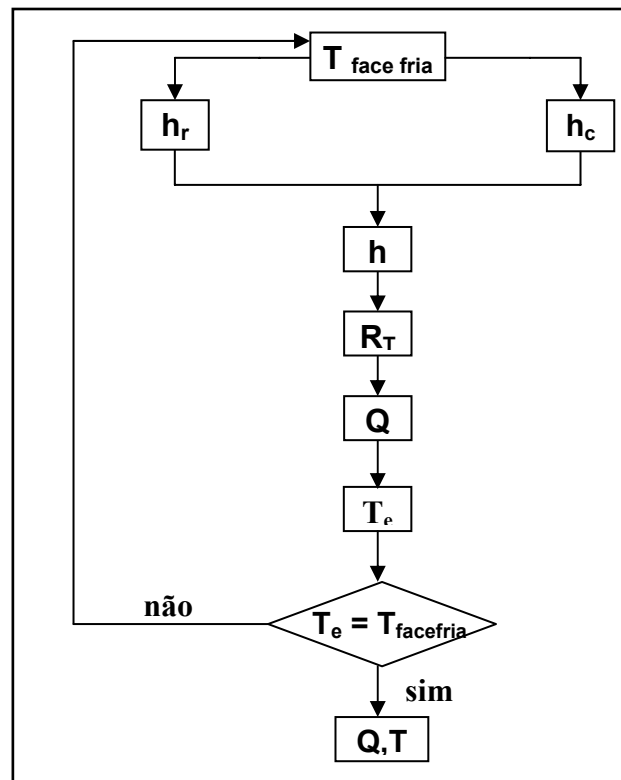 T face fria
hr
hc
h
RT
Q
Te
Te = Tfacefria
não
sim
Q,T